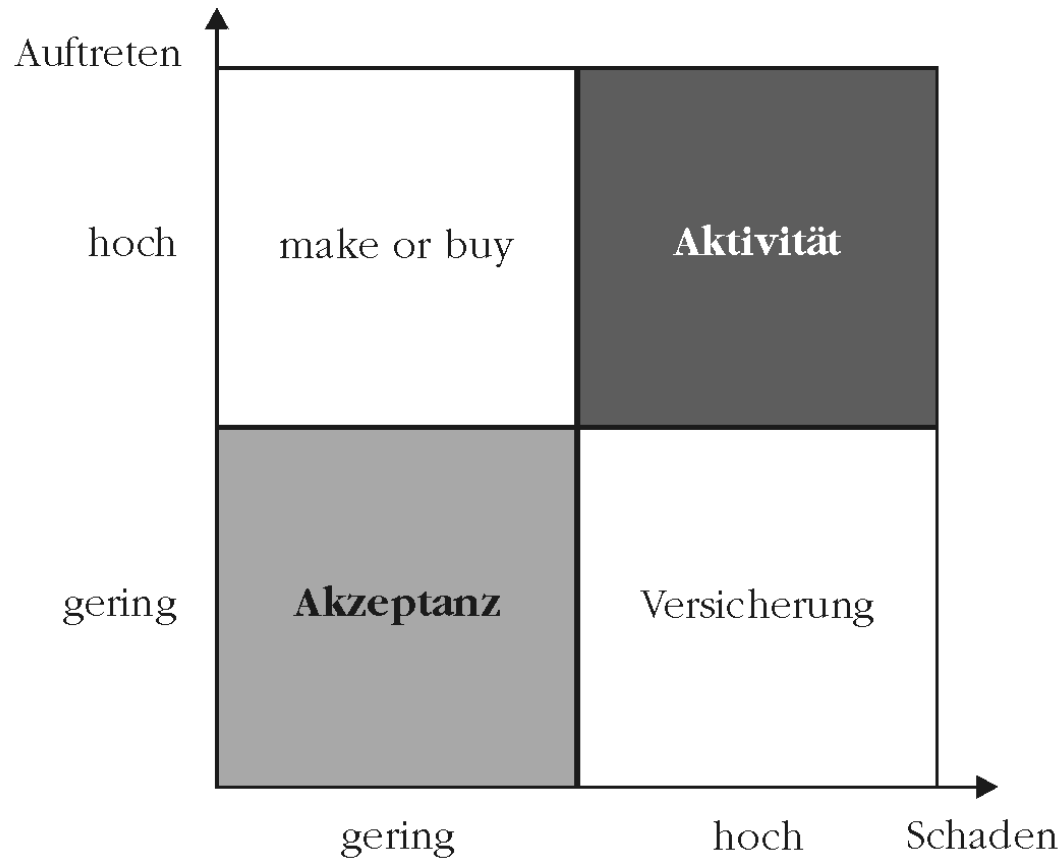 Auftreten
hoch make or buy Aktivität
gering Akzeptanz Versicherung
gering hoch Schaden